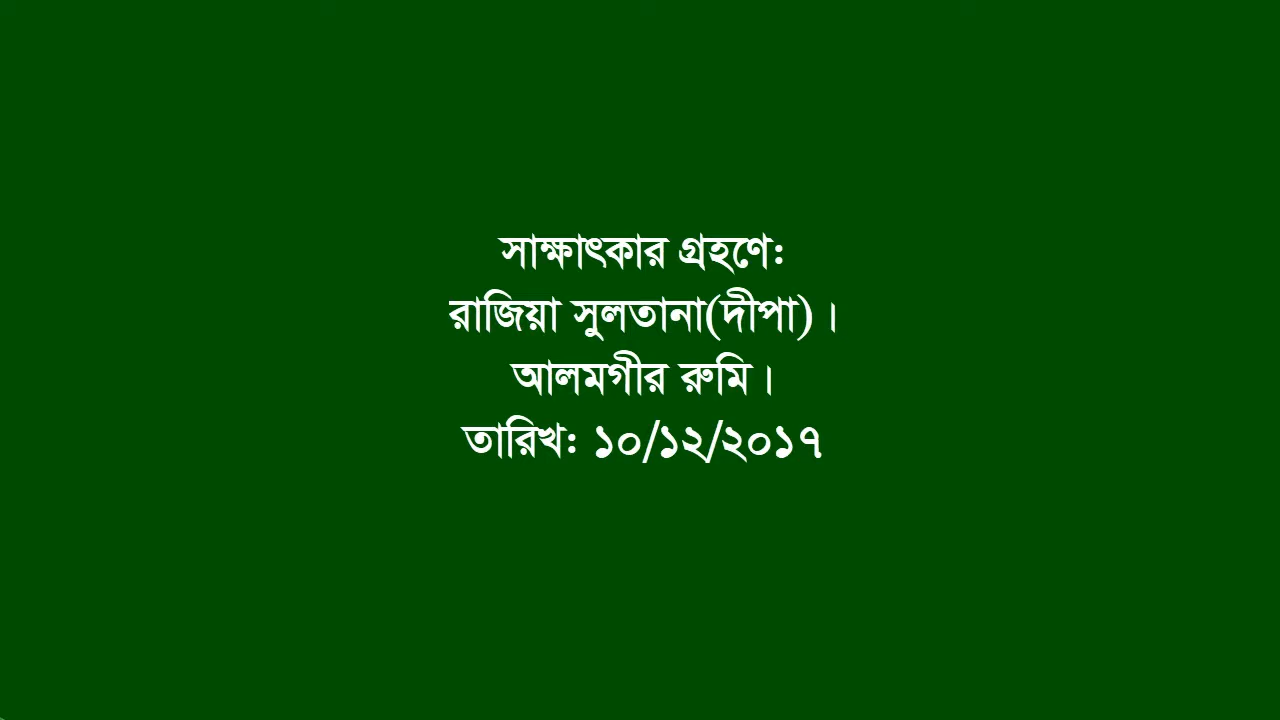 সাক্ষাৎকার গ্রহণে:
রাজিয়া সুলতানা(দীপা)।
আলমগীর রুমি।
তারিখ: ১০/১২/২০১৭